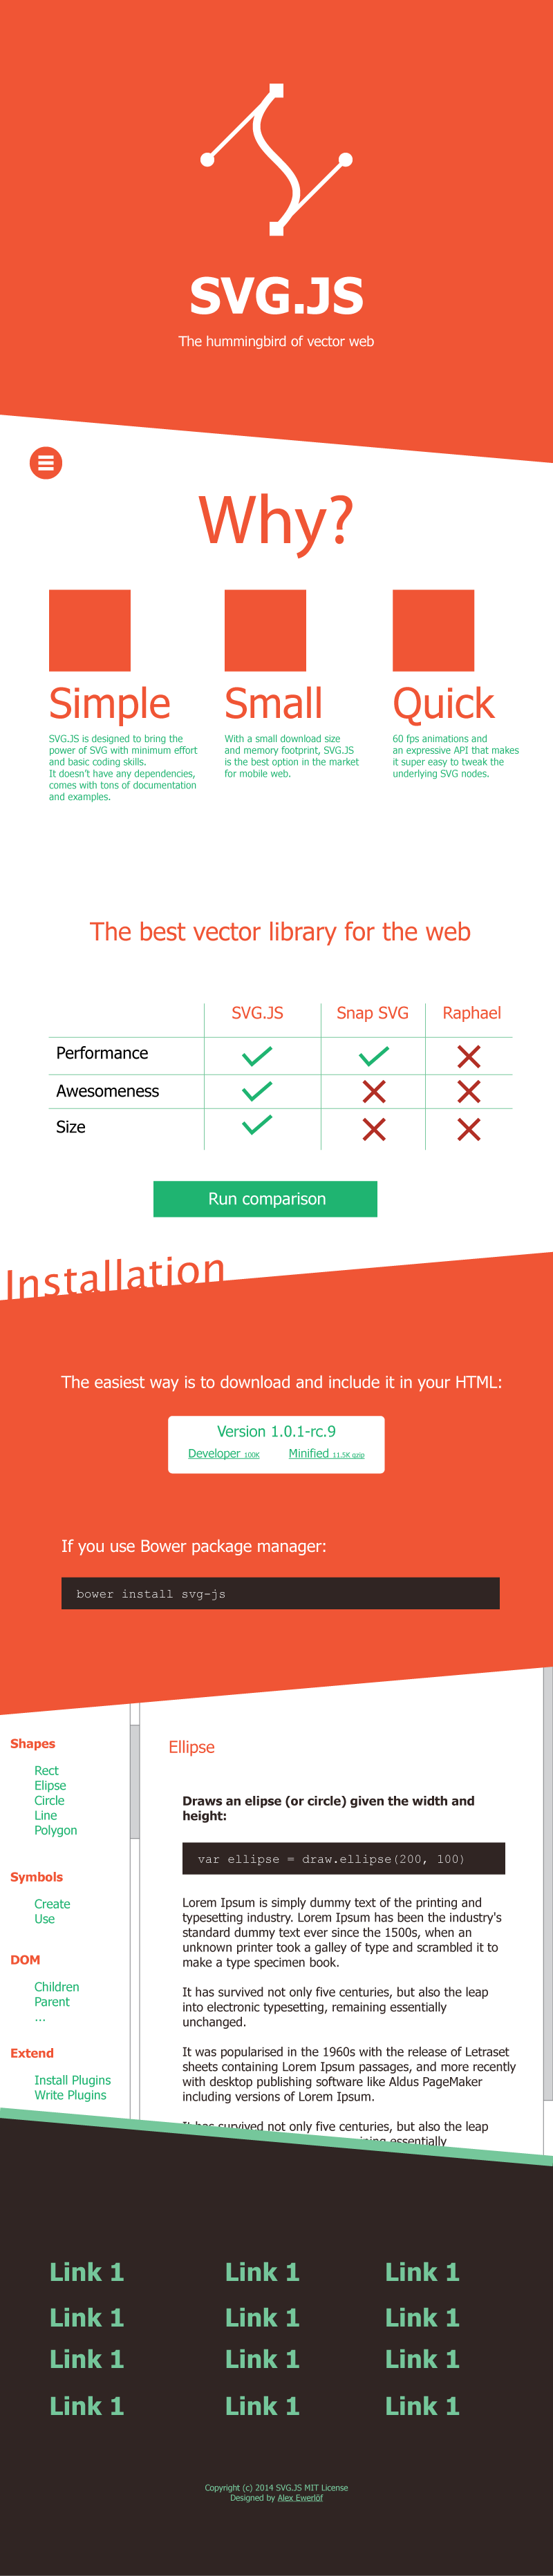 SVG.JS
The hummingbird of vector web
Why?
Simple
SVG.JS is designed to bring the
power of SVG with minimum effort
and basic coding skills.
It doesn't have any dependencies,
comes with tons of documentation
and examples.
Small
With a small download size
and memory footprint, SVG.JS
is the best option in the market
for mobile web.
Quick
60 fps animations and
an expressive API that makes
it super easy to tweak the
underlying SVG nodes.
The best vector library for the web
SVG.JS Snap SVG Raphael
Performance
Awesomeness
Size
Run comparison
Installation
The easiest way is to download and include it in your HTML:
Version 1.0.1-rc.9
Developer 100K Minified 11.5K gzip
If you use Bower package manager:
bower install svg-js
Shapes
Rect
Elipse
Circle
Line
Polygon
Symbols
Create
Use
DOM
Children
Parent
...
Extend
Install Plugins
Write Plugins
Ellipse
Draws an elipse (or circle) given the width and
height:
var ellipse = draw.ellipse(200, 100)
Lorem Ipsum is simply dummy text of the printing and
typesetting industry. Lorem Ipsum has been the industry's
standard dummy text ever since the 1500s, when an
unknown printer took a galley of type and scrambled it to
make a type specimen book.
It has survived not only five centuries, but also the leap
into electronic typesetting, remaining essentially
unchanged.
It was popularised in the 1960s with the release of Letraset
sheets containing Lorem Ipsum passages, and more recently
with desktop publishing software like Aldus PageMaker
including versions of Lorem Ipsum.
It has survived not only five centuries, but also the leap
essentially
Link 1 Link 1 Link 1
Link 1 Link 1 Link 1
Link 1 Link 1 Link 1
Link 1 Link 1 Link 1
Copyright (c) 2014 SVG.JS MIT License
Designed by Alex Ewerlöf